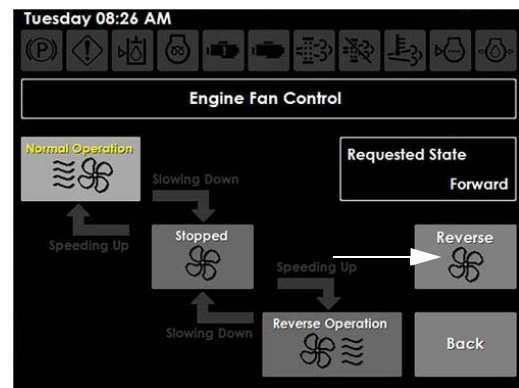 Tuesday 08:26 AM
(P)
Engine Fan Control
Normal Operation
Requested State
Forward
Slowing Down
Speeding Up
Stopped
Reverse
Speeding Up
Slowing Down
Reverse Operation
Back